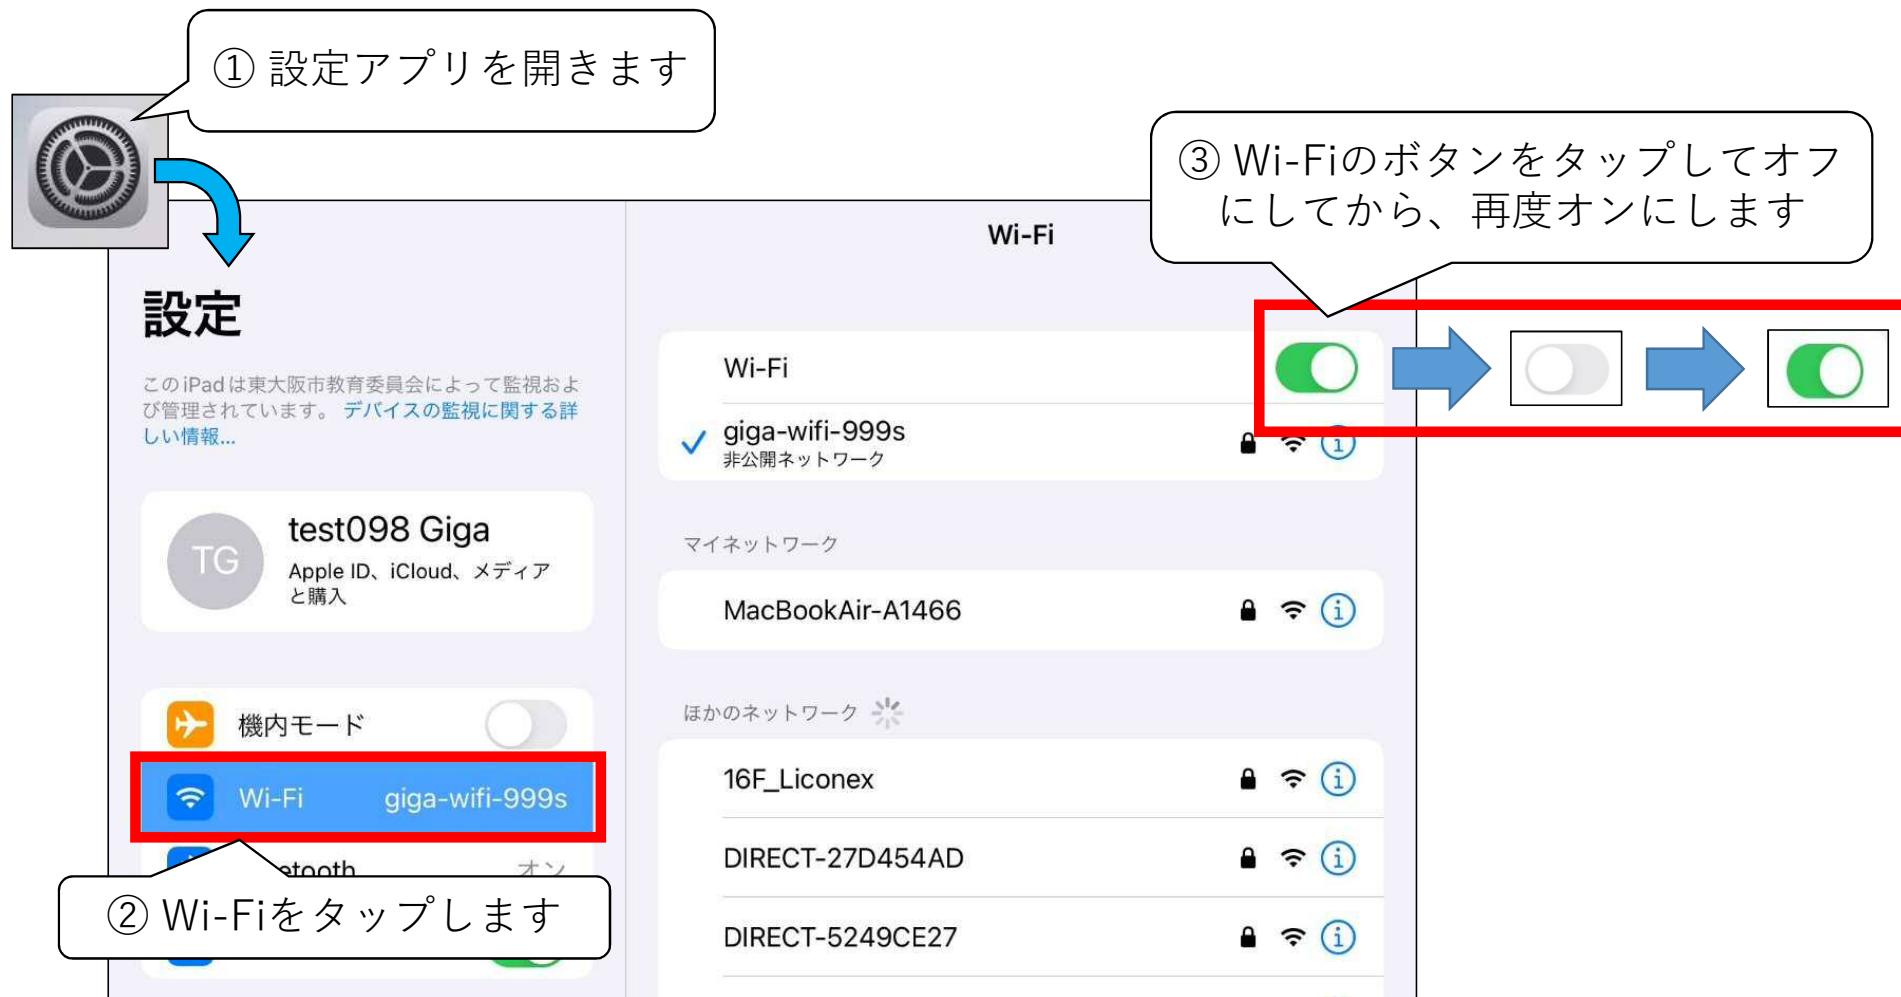 ① 設定アプリを開きます
③ Wi-Fiのボタンをタップしてオフ
にしてから、再度オンにします
設定
このiPadは東大阪市教育委員会によって監視およ
び管理されています。 デバイスの監視に関する詳
しい情報...
TG
test098 Giga
Apple ID、iCloud、メディア
と購入
機内モード
Wi-Fi giga-wifi-999s
etooth オン
② Wi-Fiをタップします
Wi-Fi
Wi-Fi
giga-wifi-999s
非公開ネットワーク
マイネットワーク
MacBookAir-A1466
ほかのネットワーク
16F_Liconex
DIRECT-27D454AD
DIRECT-5249CE27